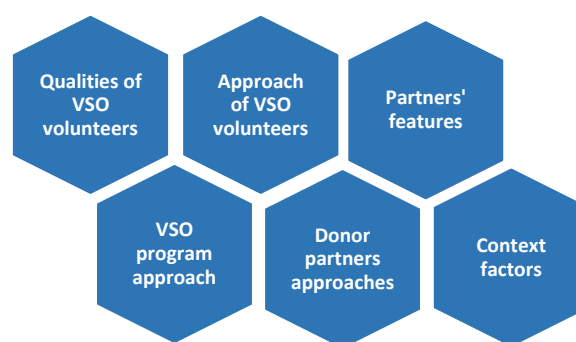 Qualities of
VSO
volunteers
Approach
of VSO
volunteers
Partners'
features
VSO
program
approach
Donor
partners
approaches
Context
factors